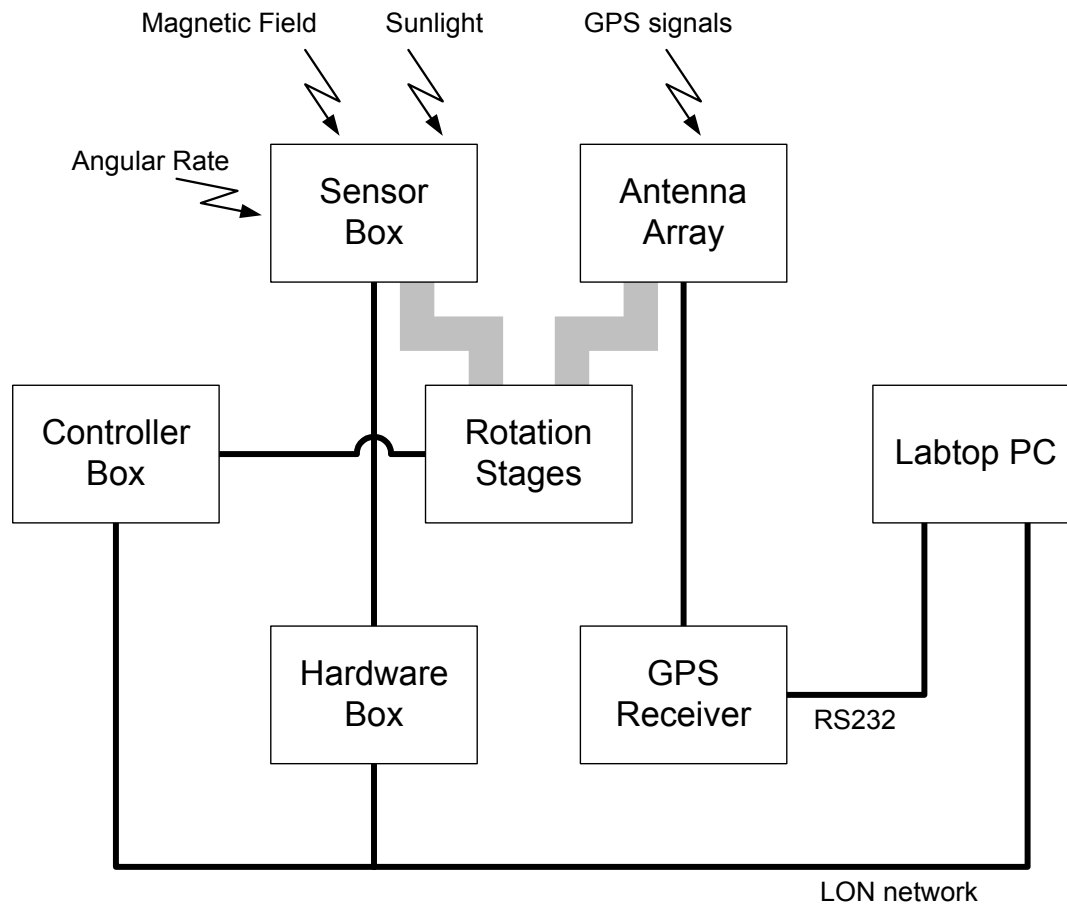 Magnetic Field
Sunlight
GPS signals
Angular Rate
Sensor
Box
Antenna
Array
Controller
Box
Rotation
Stages
Labtop PC
Hardware
Box
GPS
Receiver
RS232
LON network